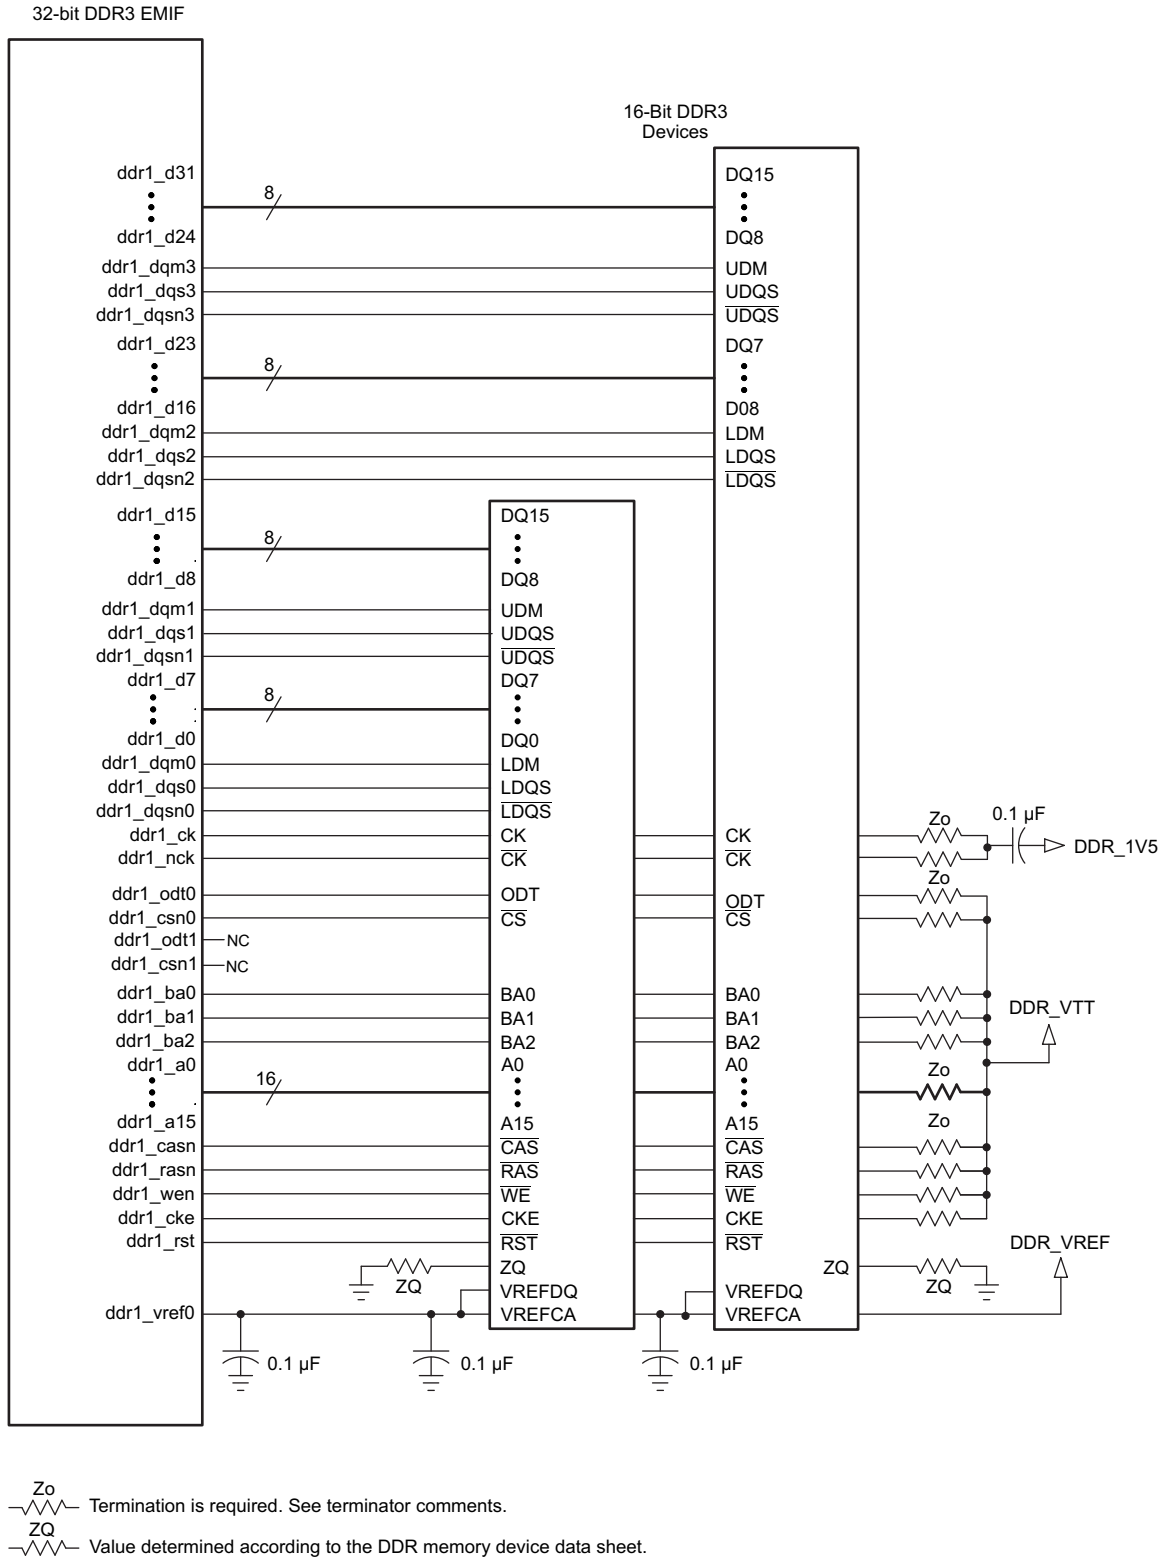 32-bit DDR3 EMIF
16-Bit DDR3
Devices
ddr1_d31
8
DQ15
ddr1_d24
DQ8
ddr1_dqm3
UDM
ddr1_dqs3
UDQS
ddr1_dqsn3
UDQS
ddr1_d23
8
DQ7
ddr1_d16
D08
ddr1_dqm2
LDM
ddr1_dqs2
LDQS
ddr1_dqsn2
LDQS
ddr1_d15
8
DQ15
ddr1_d8
DQ8
ddr1_dqm1
UDM
ddr1_dqs1
UDQS
ddr1_dqsn1
UDQS
ddr1_d7
8
DQ7
ddr1_d0
DQ0
ddr1_dqm0
LDM
ddr1_dqs0
LDQS
ddr1_dqsn0
LDQS
ddr1_ck
CK
CK
Zo
0.1 µF
DDR_1V5
ddr1_nck
CK
CK
Zo
ddr1_odt0
ODT
ODT
ddr1_csn0
CS
CS
ddr1_odt1
NC
ddr1_csn1
NC
ddr1_ba0
BA0
BA0
DDR_VTT
ddr1_ba1
BA1
BA1
ddr1_ba2
BA2
BA2
ddr1_a0
16
A0
A0
Zo
ddr1_a15
A15
A15
Zo
ddr1_casn
CAS
CAS
ddr1_rasn
RAS
RAS
ddr1_wen
WE
WE
ddr1_cke
CKE
CKE
ddr1_rst
RST
RST
DDR_VREF
ZQ
ZQ
ZQ
ZQ
VREFDQ
VREFDQ
ddr1_vref0
VREFCA
VREFCA
0.1 µF
0.1 µF
0.1 µF
Zo
Termination is required. See terminator comments.
ZQ
Value determined according to the DDR memory device data sheet.